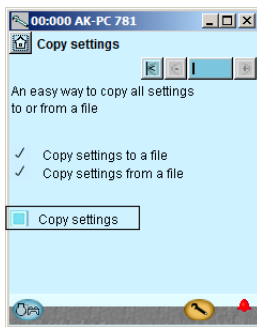 00:000 AK-PC 781
Copy settings
An easy way to copy all settings
to or from a file
Copy settings to a file
Copy settings from a file
Copy settings